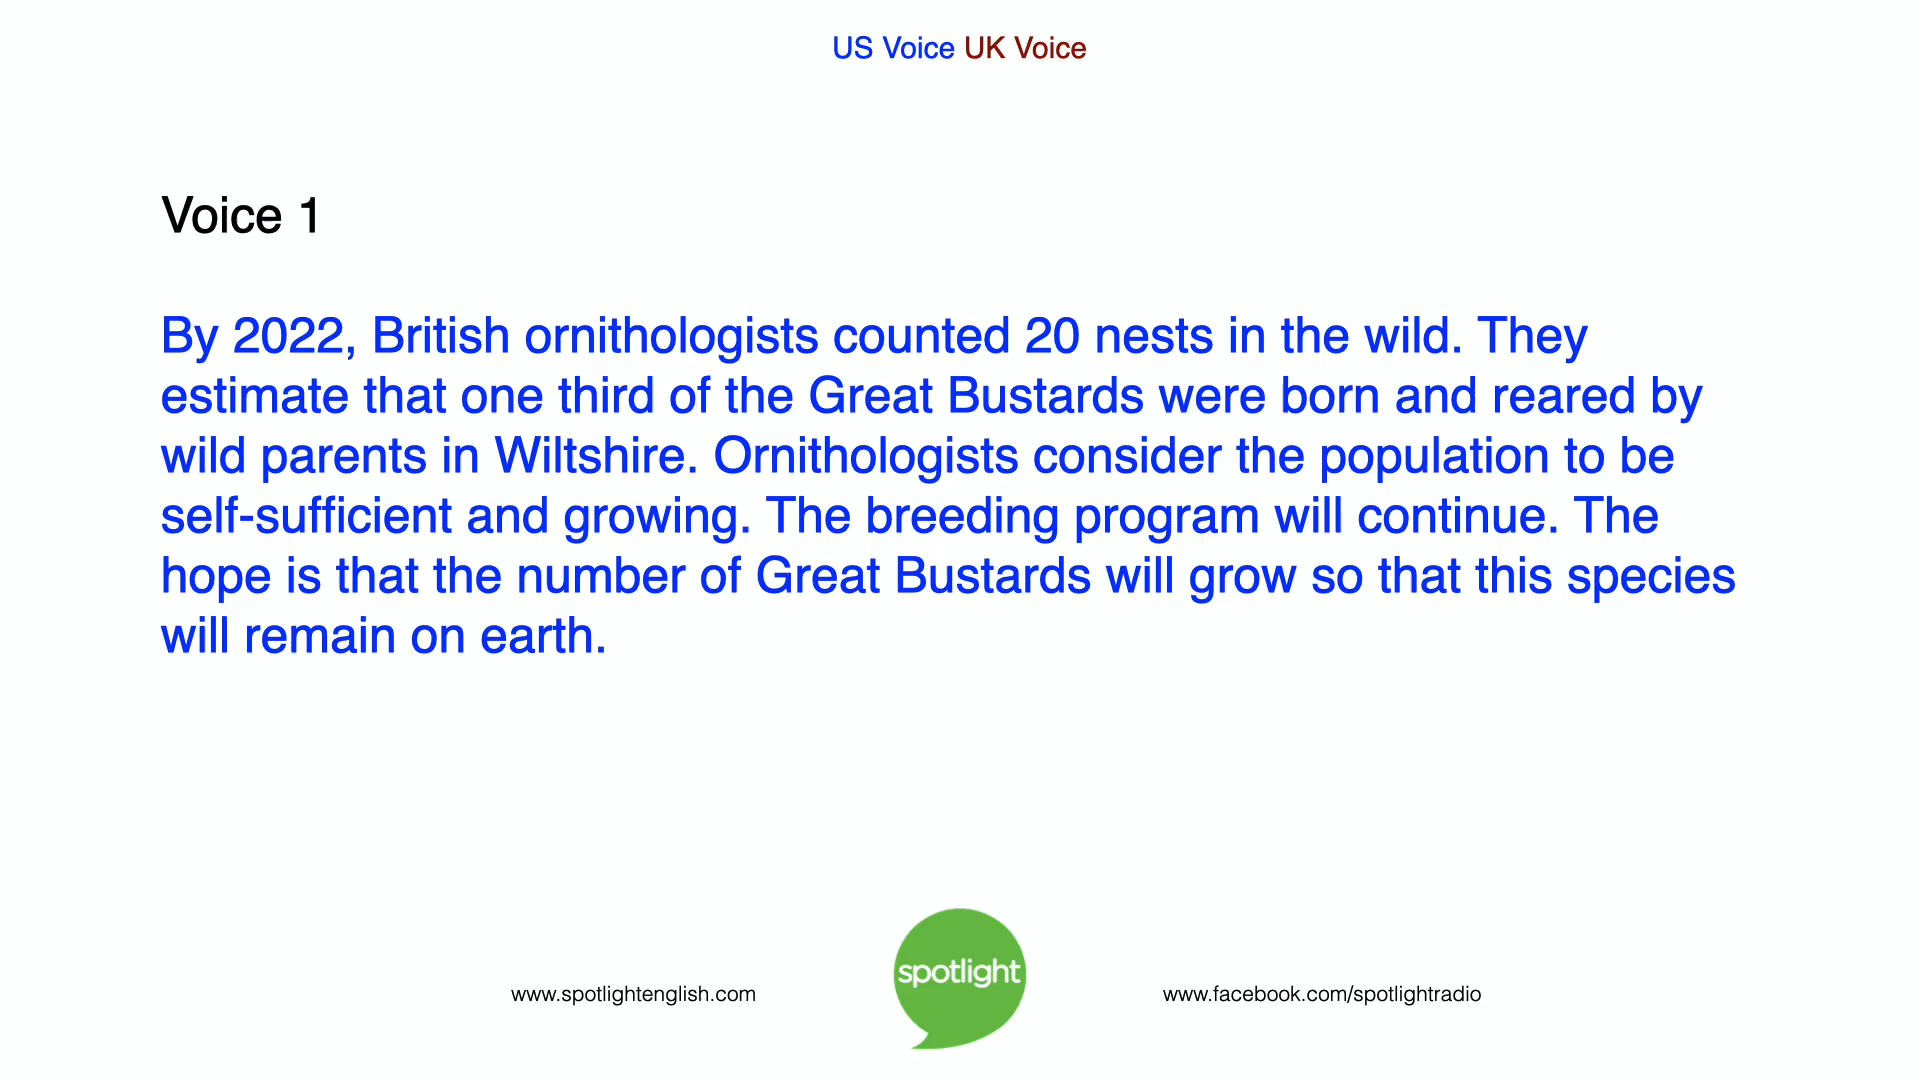 US Voice UK Voice
Voice 1
By 2022, British ornithologists counted 20 nests in the wild. They
estimate that one third of the Great Bustards were born and reared by
wild parents in Wiltshire. Ornithologists consider the population to be
self-sufficient and growing. The breeding program will continue. The
hope is that the number of Great Bustards will grow so that this species
will remain on earth.
spotlight
www.spotlightenglish.com
www.facebook.com/spotlightradio